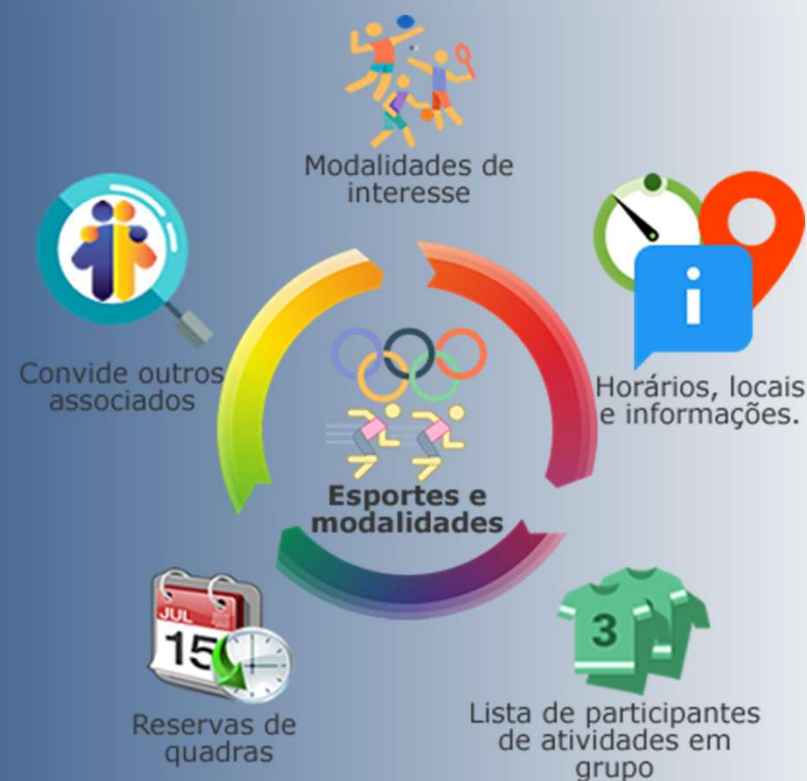 Modalidades de
interesse
Convide outros
associados
i
Horários, locais
e informações.
Esportes e
modalidades
JUL
15
Reservas de
quadras
3
Lista de participantes
de atividades em
grupo